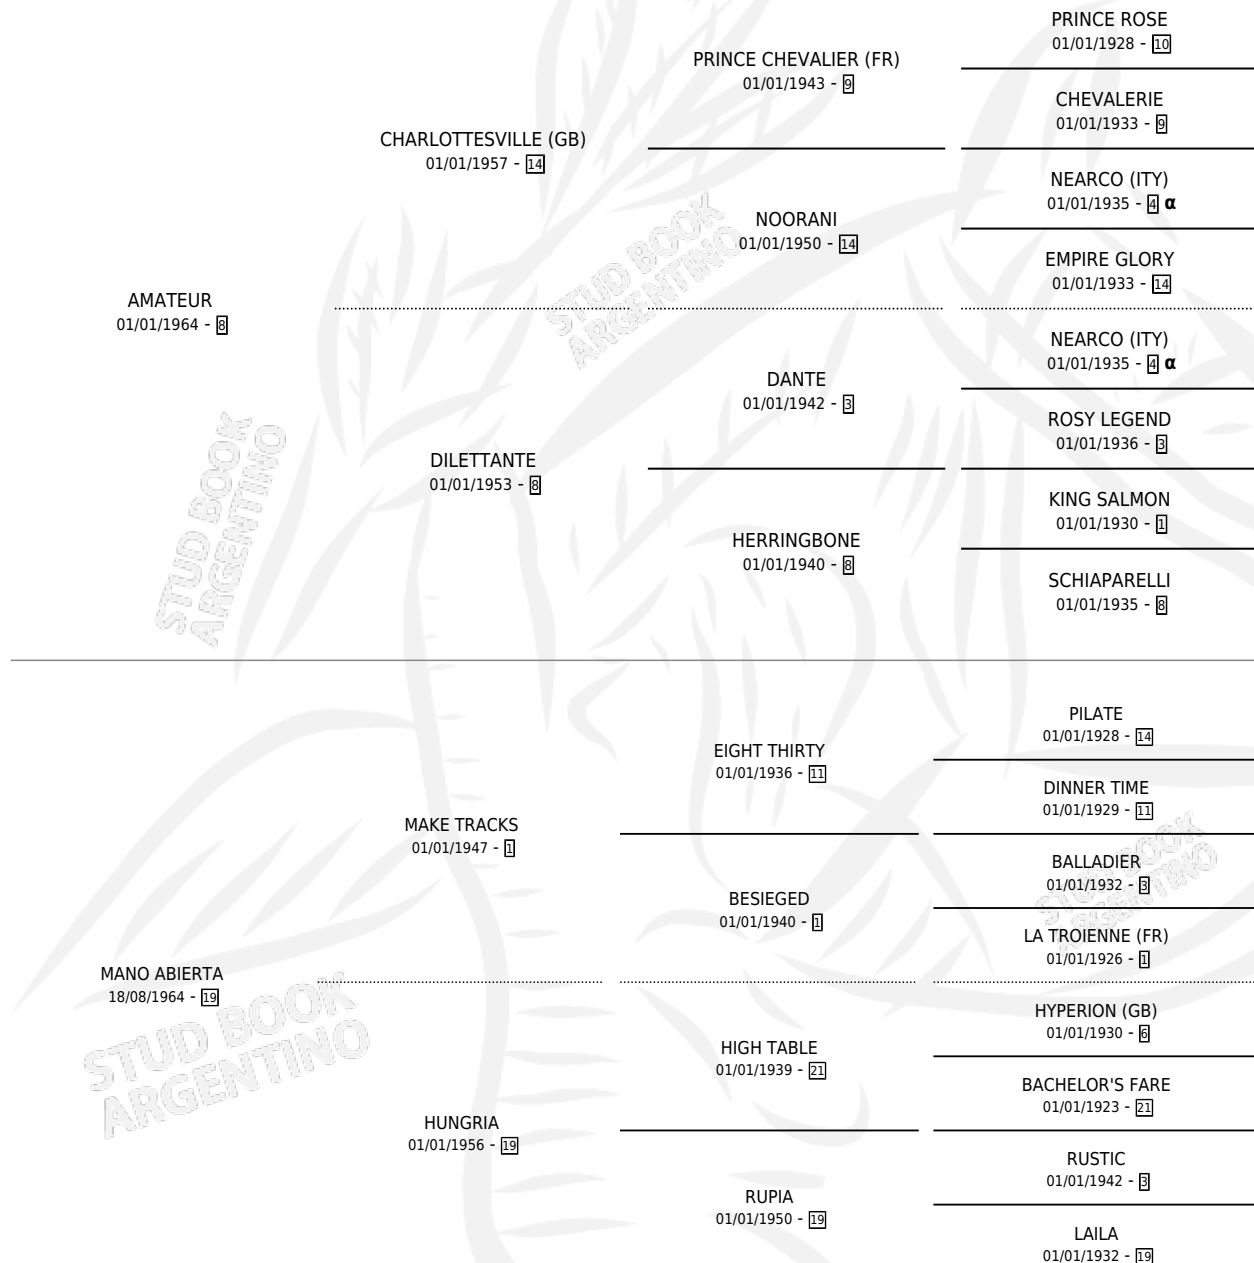 PRINCE ROSE
01/01/1928 - 10
PRINCE CHEVALIER (FR)
01/01/1943 - 9
CHEVALERIE
01/01/1933 - 9
CHARLOTTESVILLE (GB)
01/01/1957 - 14
NEARCO (ITY)
01/01/1935 - 4 α
NOORANI
01/01/1950 - 14
EMPIRE GLORY
01/01/1933 - 14
AMATEUR
01/01/1964 - 8
NEARCO (ITY)
01/01/1935 - 4 α
DANTE
01/01/1942 - 3
ROSY LEGEND
01/01/1936 - 3
DILETTANTE
01/01/1953 - 8
KING SALMON
01/01/1930 - 1
HERRINGBONE
01/01/1940 - 8
SCHIAPARELLI
01/01/1935 - 8
PILATE
01/01/1928 - 14
EIGHT THIRTY
01/01/1936 - 11
DINNER TIME
01/01/1929 - 11
MAKE TRACKS
01/01/1947 - 1
BALLADIER
01/01/1932 - 3
BESIEGED
01/01/1940 - 1
LA TROIENNE (FR)
01/01/1926 - 1
MANO ABIERTA
18/08/1964 - 19
HYPERION (GB)
01/01/1930 - 6
HIGH TABLE
01/01/1939 - 21
BACHELOR'S FARE
01/01/1923 - 21
HUNGRIA
01/01/1956 - 19
RUSTIC
01/01/1942 - 3
RUPIA
01/01/1950 - 19
LAILA
01/01/1932 - 19
STUD BOOK
ARGENTINO
STUD BOOK
ARGENTINO
STUD BOOK
ARGENTINO
STUD BOOK
ARGENTINO